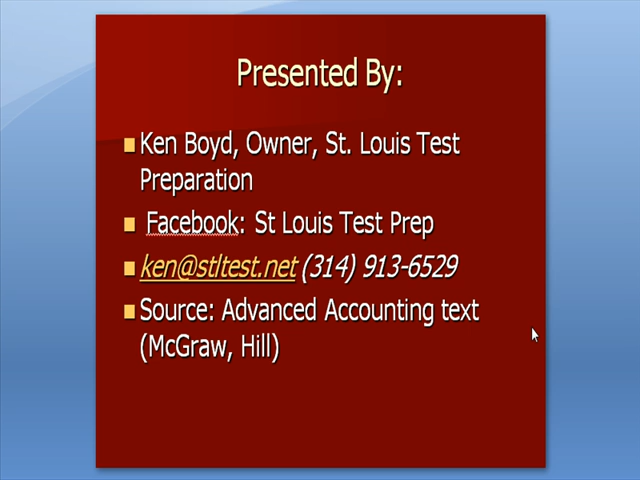 Presented By:
Ken Boyd, Owner, St. Louis Test
Preparation
Facebook: St Louis Test Prep
ken@stltest.net (314) 913-6529
Source: Advanced Accounting text
(McGraw, Hill)